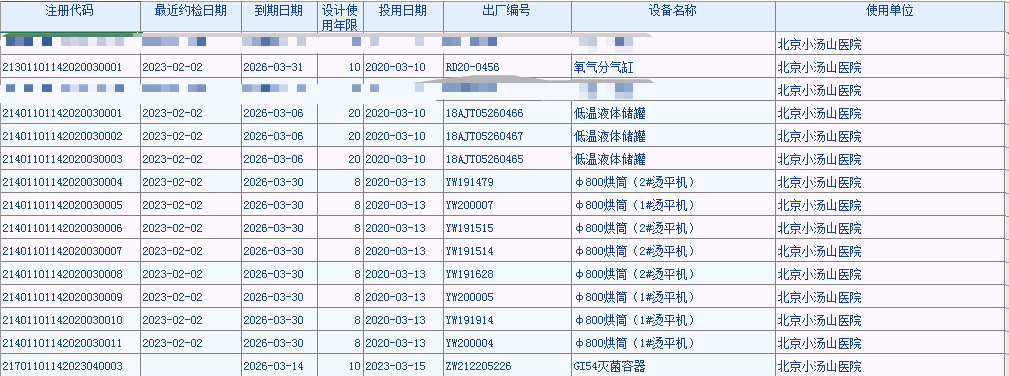 注册代码 最近约检日期 到期日期 设计使用年限 投用日期 出厂编号 设备名称 使用单位
北京小汤山医院
21301101142020030001 2023-02-02 2026-03-31 10 2020-03-10 RD20-0456 氧气分气缸 北京小汤山医院
北京小汤山医院
21401101142020030001 2023-02-02 2026-03-06 20 2020-03-10 18AJT05260466 低温液体储罐 北京小汤山医院
21401101142020030002 2023-02-02 2026-03-06 20 2020-03-10 18AJT05260467 低温液体储罐 北京小汤山医院
21401101142020030003 2023-02-02 2026-03-06 20 2020-03-10 18AJT05260465 低温液体储罐 北京小汤山医院
21401101142020030004 2023-02-02 2026-03-30 8 2020-03-13 YW191479 φ800烘筒（2#烫平机） 北京小汤山医院
21401101142020030005 2023-02-02 2026-03-30 8 2020-03-13 YW200007 φ800烘筒（1#烫平机） 北京小汤山医院
21401101142020030006 2023-02-02 2026-03-30 8 2020-03-13 YW191515 φ800烘筒（2#烫平机） 北京小汤山医院
21401101142020030007 2023-02-02 2026-03-30 8 2020-03-13 YW191514 φ800烘筒（2#烫平机） 北京小汤山医院
21401101142020030008 2023-02-02 2026-03-30 8 2020-03-13 YW191628 φ800烘筒（2#烫平机） 北京小汤山医院
21401101142020030009 2023-02-02 2026-03-30 8 2020-03-13 YW200005 φ800烘筒（1#烫平机） 北京小汤山医院
21401101142020030010 2023-02-02 2026-03-30 8 2020-03-13 YW191914 φ800烘筒（1#烫平机） 北京小汤山医院
21401101142020030011 2023-02-02 2026-03-30 8 2020-03-13 YW200004 φ800烘筒（1#烫平机） 北京小汤山医院
21701101142023040003 2026-03-14 10 2023-03-15 ZW212205226 GI54灭菌容器 北京小汤山医院